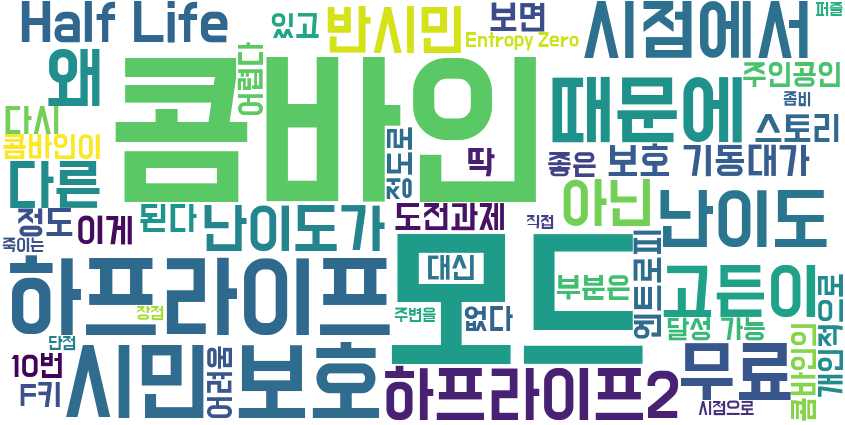 Half Life
있고
반시민
보면
시점에서
퍼즐
왜
어렵다
콤바인
Entropy Zero
때문에
주인공인
좀비
다시
콤바인이
정도로
딱
좋은
보호
기동대가
스토리
다른
정도
이게
된다
난이도가
도전과제
직접
아닌
난이도
죽이는
하프라이프
모드
대신
부분은
엔트로피
고든이
장점
주변을
없다
달성 가능
개인적으로
단점
10번
F키
시민
어려움
보호
하프라이프2
무료
시점으로
콤바인인